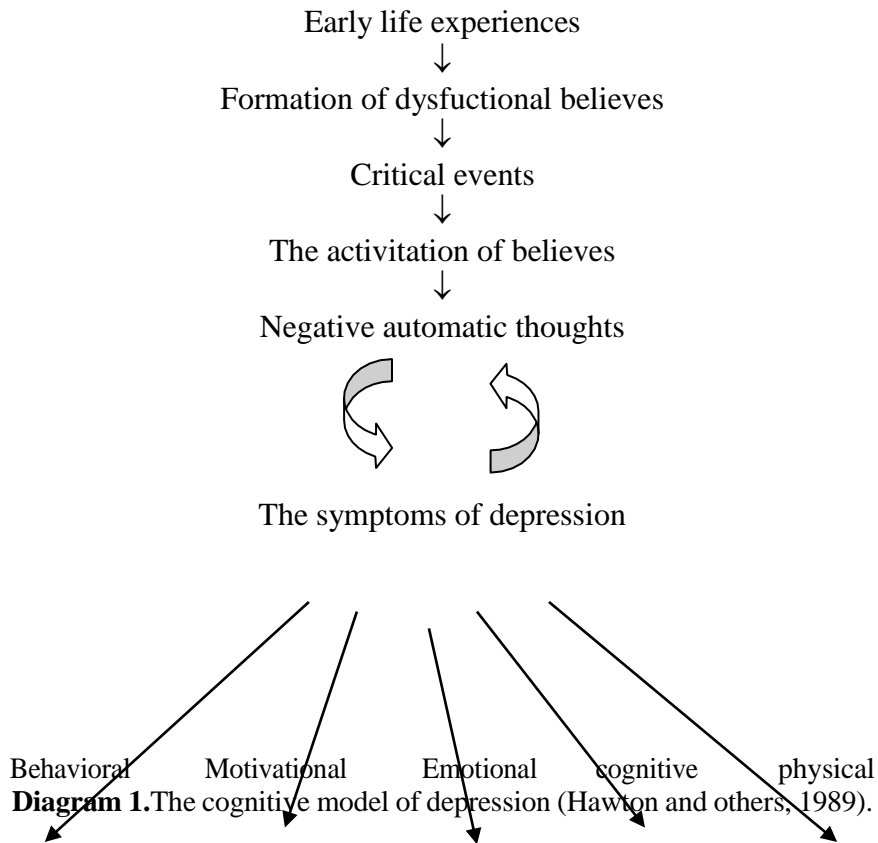 Early life experiences
↓
Formation of dysfuctional believes
↓
Critical events
↓
The activitation of believes
↓
Negative automatic thoughts
The symptoms of depression
Behavioral Motivational Emotional cognitive physical
Diagram 1.The cognitive model of depression (Hawton and others, 1989).